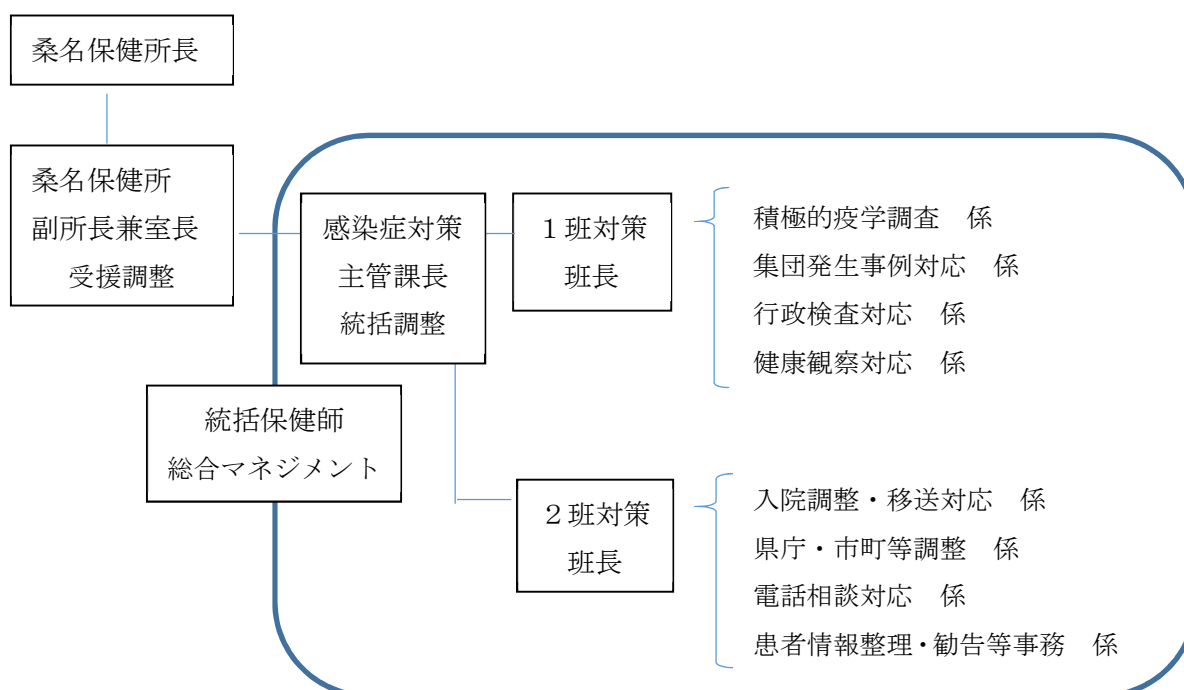 桑名保健所長
桑名保健所
副所長兼室長
受援調整
感染症対策
主管課長
統括調整
１班対策
班長
積極的疫学調査　係
集団発生事例対応　係
行政検査対応　係
健康観察対応　係
統括保健師
総合マネジメント
２班対策
班長
入院調整・移送対応　係
県庁・市町等調整　係
電話相談対応　係
患者情報整理・勧告等事務　係